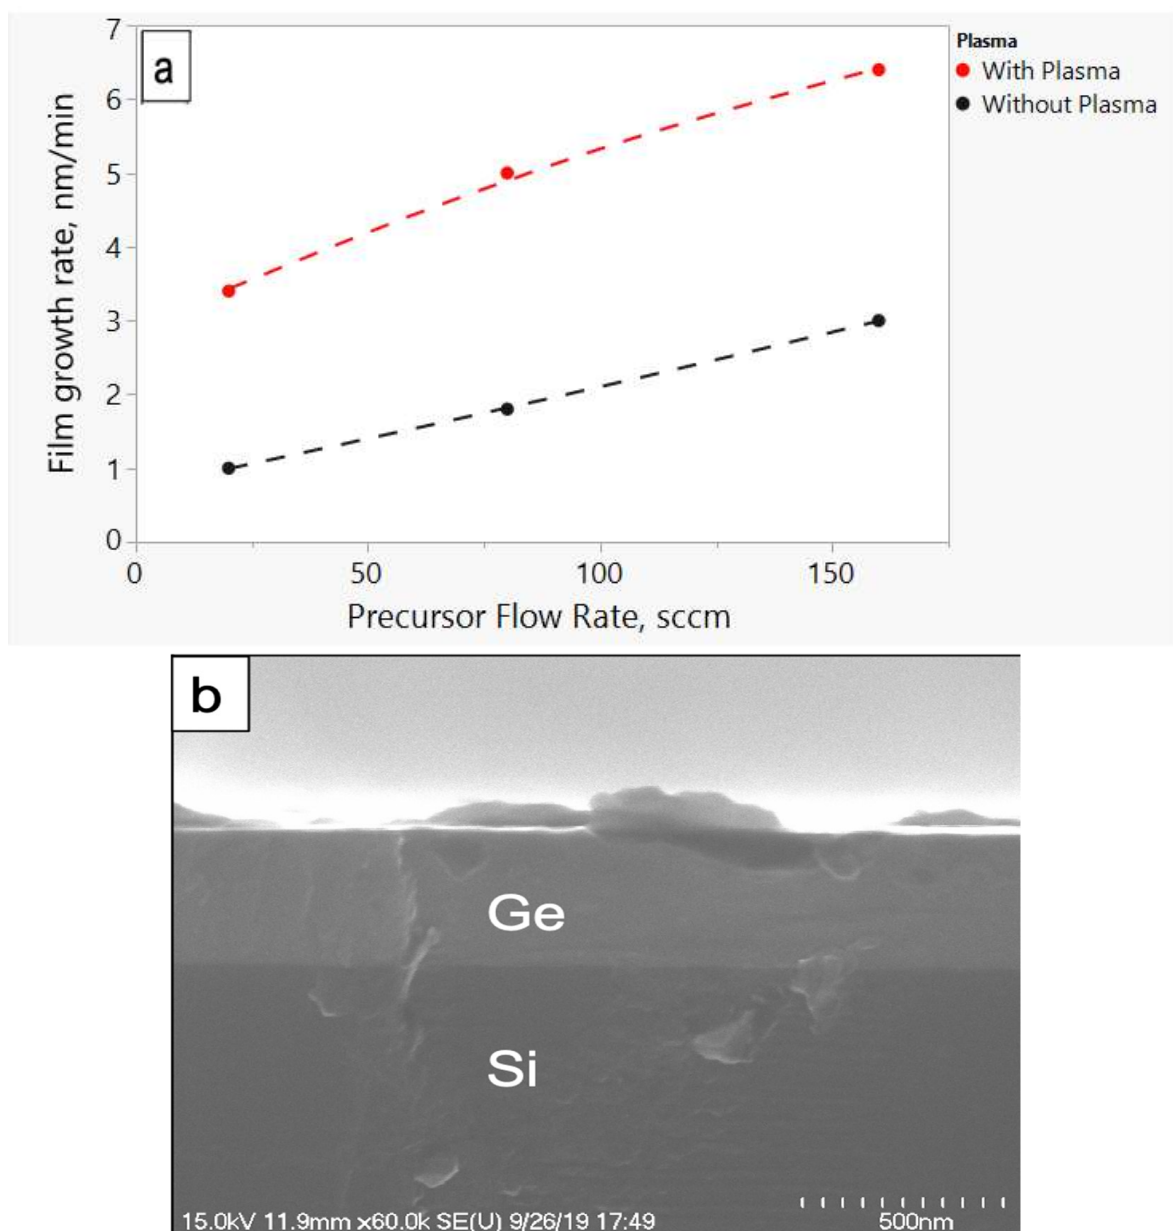 a
7
6
5
4
3
2
1
0
Film growth rate, nm/min
0 50 100 150
Precursor Flow Rate, sccm
Plasma
With Plasma
Without Plasma
b
Ge
Si
15.0kV 11.9mm x60.0k SE(U) 9/26/19 17:49 500nm